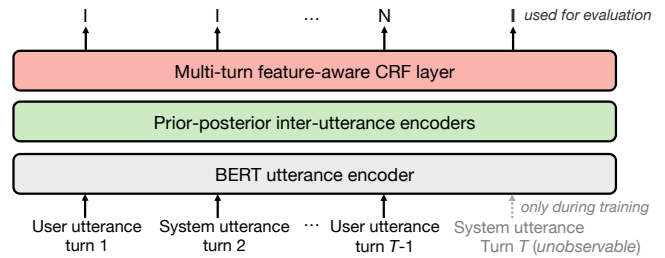 I I ... N I used for evaluation
Multi-turn feature-aware CRF layer
Prior-posterior inter-utterance encoders
BERT utterance encoder
only during training
User utterance System utterance ... User utterance System utterance
turn 1 turn 2 turn T-1 Turn T (unobservable)